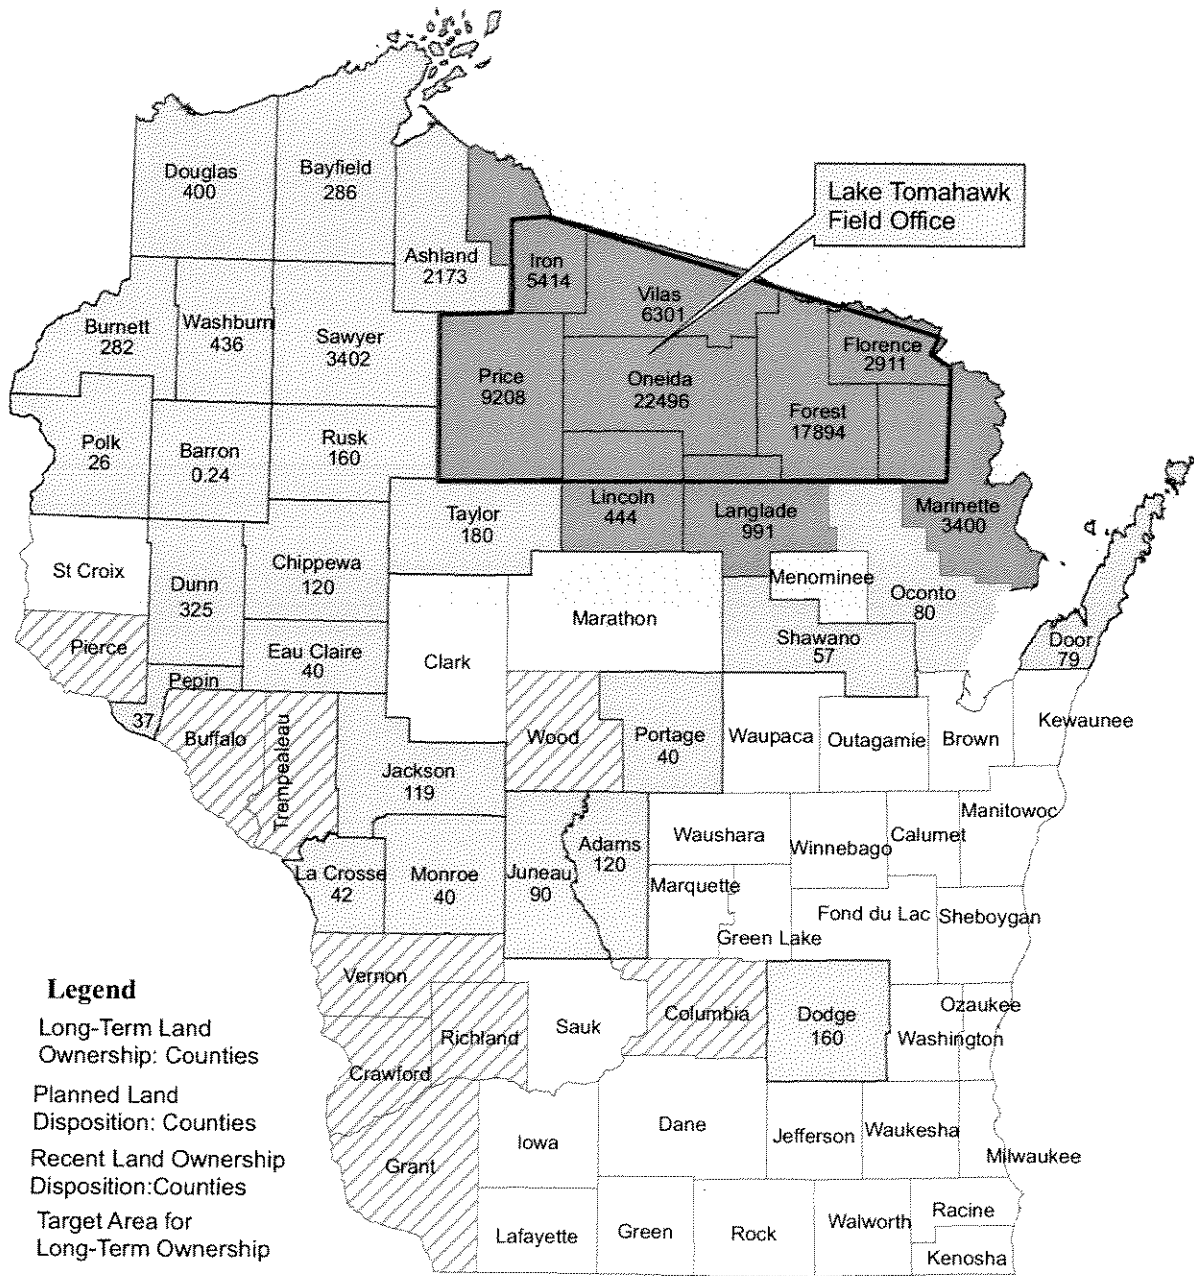 Lake Tomahawk
Field Office
Douglas
400
Bayfield
286
Ashland
2173
Iron
5414
Vilas
6301
Burnett
282
Washburn
436
Sawyer
3402
Price
9208
Oneida
22496
Florence
2911
Forest
17894
Polk
26
Barron
0.24
Rusk
160
Taylor
180
Lincoln
444
Langlade
991
Marinette
3400
St Croix
Dunn
325
Chippewa
120
Marathon
Menominee
Oconto
80
Shawano
57
Door
79
Pierce
Pepin
37
Eau Claire
40
Clark
Buffalo
Trempealeau
Jackson
119
Wood
Portage
40
Waupaca
Outagamie
Brown
Kewaunee
La Crosse
42
Monroe
40
Juneau
90
Adams
120
Waushara
Winnebago
Calumet
Manitowoc
Marquette
Green Lake
Fond du Lac
Sheboygan
Vernon
Richland
Sauk
Columbia
Dodge
160
Ozaukee
Washington
Crawford
Grant
Iowa
Dane
Jefferson
Waukesha
Milwaukee
Lafayette
Green
Rock
Walworth
Racine
Kenosha
Legend
Long-Term Land
Ownership: Counties
Planned Land
Disposition: Counties
Recent Land Ownership
Disposition:Counties
Target Area for
Long-Term Ownership